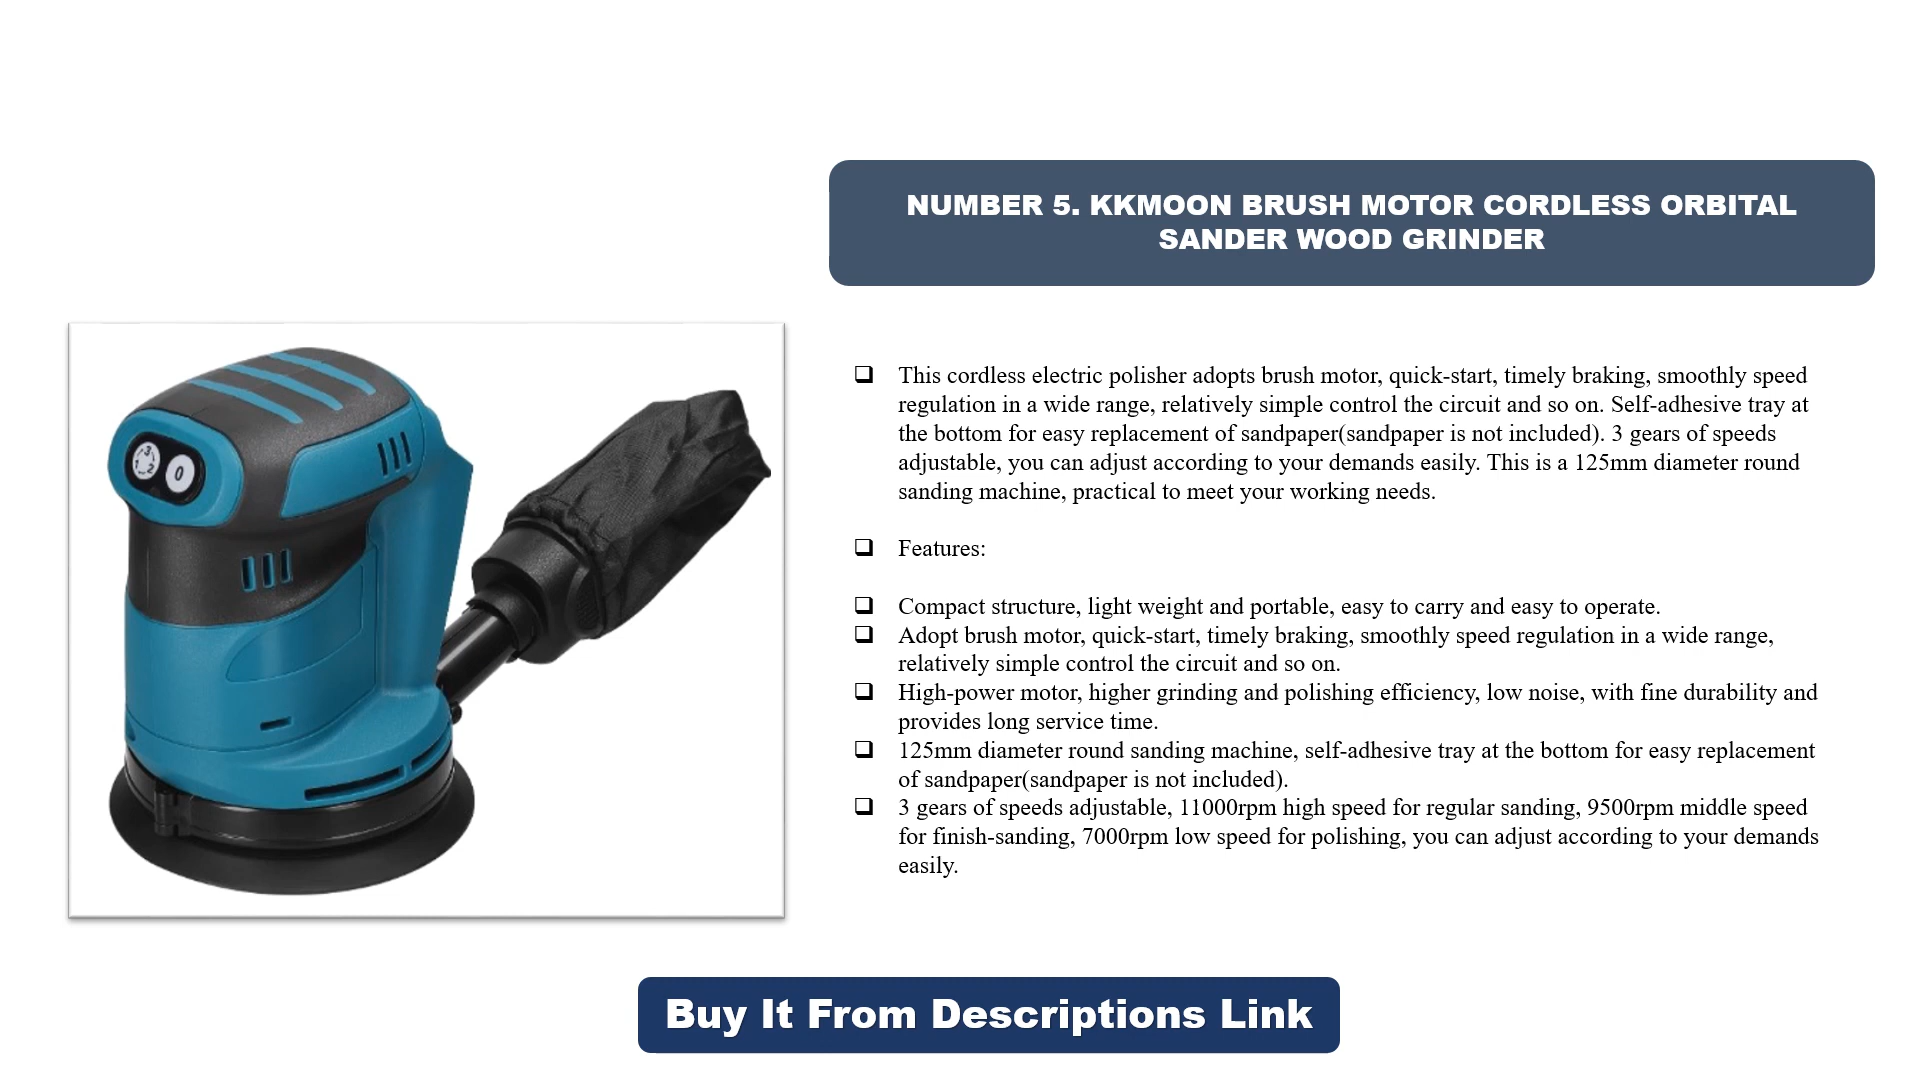 NUMBER 5. KKMOON BRUSH MOTOR CORDLESS ORBITAL
SANDER WOOD GRINDER
This cordless electric polisher adopts brush motor, quick-start, timely braking, smoothly speed
regulation in a wide range, relatively simple control the circuit and so on. Self-adhesive tray at
the bottom for easy replacement of sandpaper(sandpaper is not included). 3 gears of speeds
adjustable, you can adjust according to your demands easily. This is a 125mm diameter round
sanding machine, practical to meet your working needs.
Features:
Compact structure, light weight and portable, easy to carry and easy to operate.
Adopt brush motor, quick-start, timely braking, smoothly speed regulation in a wide range,
relatively simple control the circuit and so on.
High-power motor, higher grinding and polishing efficiency, low noise, with fine durability and
provides long service time.
125mm diameter round sanding machine, self-adhesive tray at the bottom for easy replacement
of sandpaper(sandpaper is not included).
3 gears of speeds adjustable, 11000rpm high speed for regular sanding, 9500rpm middle speed
for finish-sanding, 7000rpm low speed for polishing, you can adjust according to your demands
easily.
3
1 2 0
Buy It From Descriptions Link